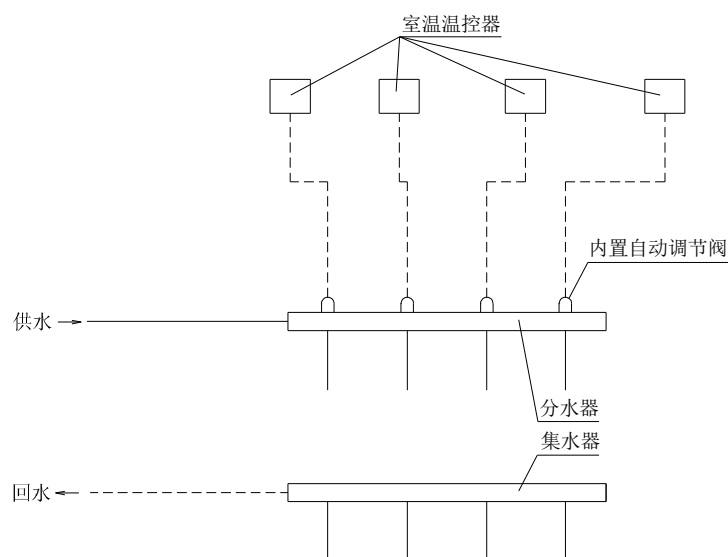 室温温控器
内置自动调节阀
供水
分水器
集水器
回水